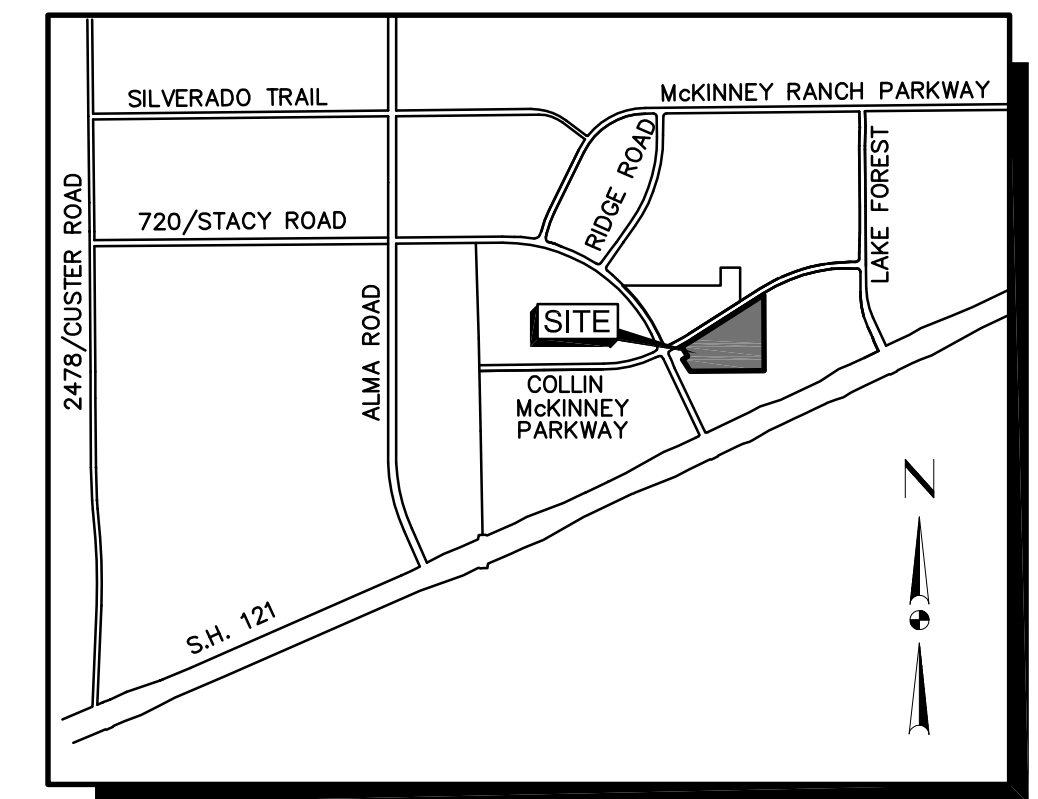 SILVERADO TRAIL
McKINNEY RANCH PARKWAY
RIDGE ROAD
LAKE FOREST
2478/CUSTER ROAD
720/STACY ROAD
ALMA ROAD
SITE
COLLIN
McKINNEY
PARKWAY
N
S.H. 121